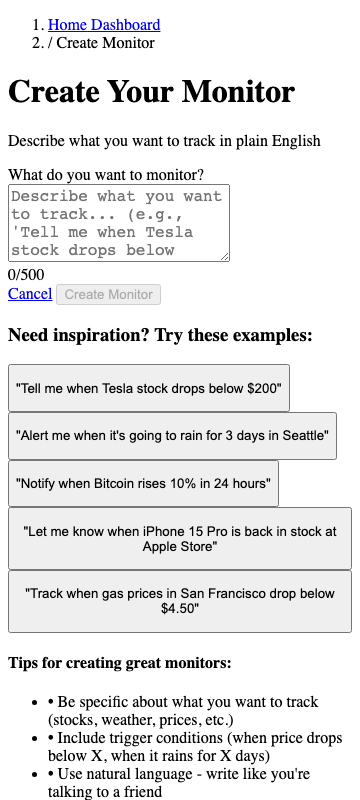 1. Home Dashboard
2. / Create Monitor
Create Your Monitor
Describe what you want to track in plain English
What do you want to monitor?
Describe what you want
to track... (e.g.,
'Tell me when Tesla
stock drops below
0/500
Cancel Create Monitor
Need inspiration? Try these examples:
"Tell me when Tesla stock drops below $200"
"Alert me when it's going to rain for 3 days in Seattle"
"Notify when Bitcoin rises 10% in 24 hours"
"Let me know when iPhone 15 Pro is back in stock at
Apple Store"
"Track when gas prices in San Francisco drop below
$4.50"
Tips for creating great monitors:
• • Be specific about what you want to track
(stocks, weather, prices, etc.)
• • Include trigger conditions (when price drops
below X, when it rains for X days)
• • Use natural language - write like you're
talking to a friend